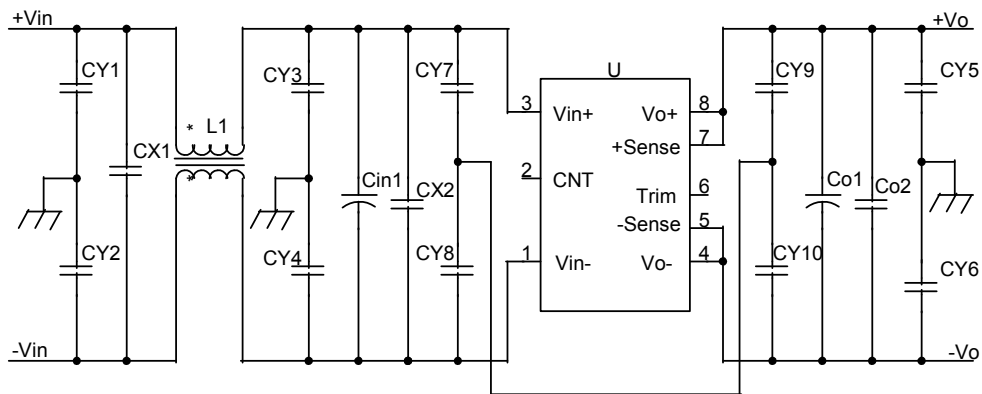 +Vin
+Vo
CY1
CY3
CY7
U
CY9
CY5
3
Vin+
Vo+
8
*
L1
+Sense
7
CX1
*
2
CNT
Cin1
CX2
Trim
6
Co1
Co2
-Sense
5
CY2
CY4
CY8
1
Vin-
Vo-
4
CY10
CY6
-Vin
-Vo